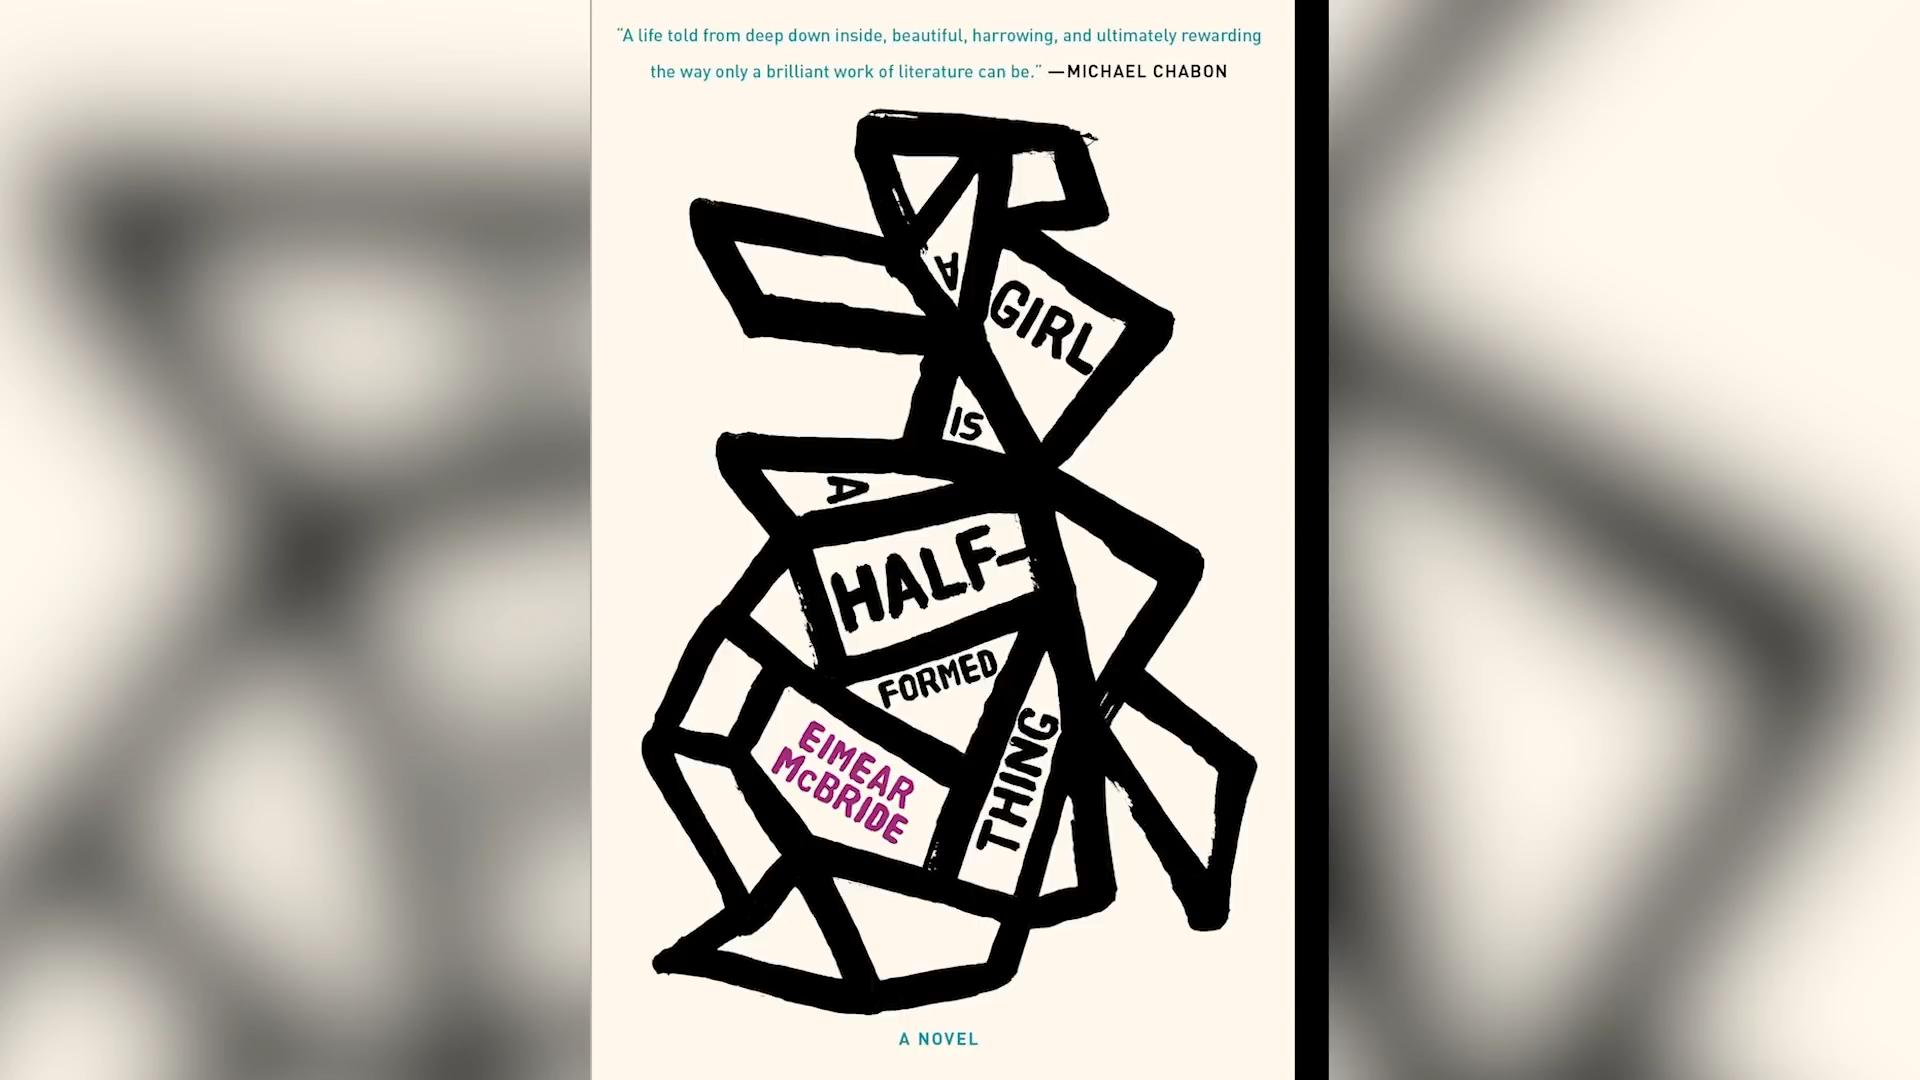 “A life told from deep down inside, beautiful, harrowing, and ultimately rewarding
the way only a brilliant work of literature can be.” —MICHAEL CHABON
A
GIRL
IS
A
HALF-
FORMED
THING
EIMEAR
McBRIDE
A NOVEL